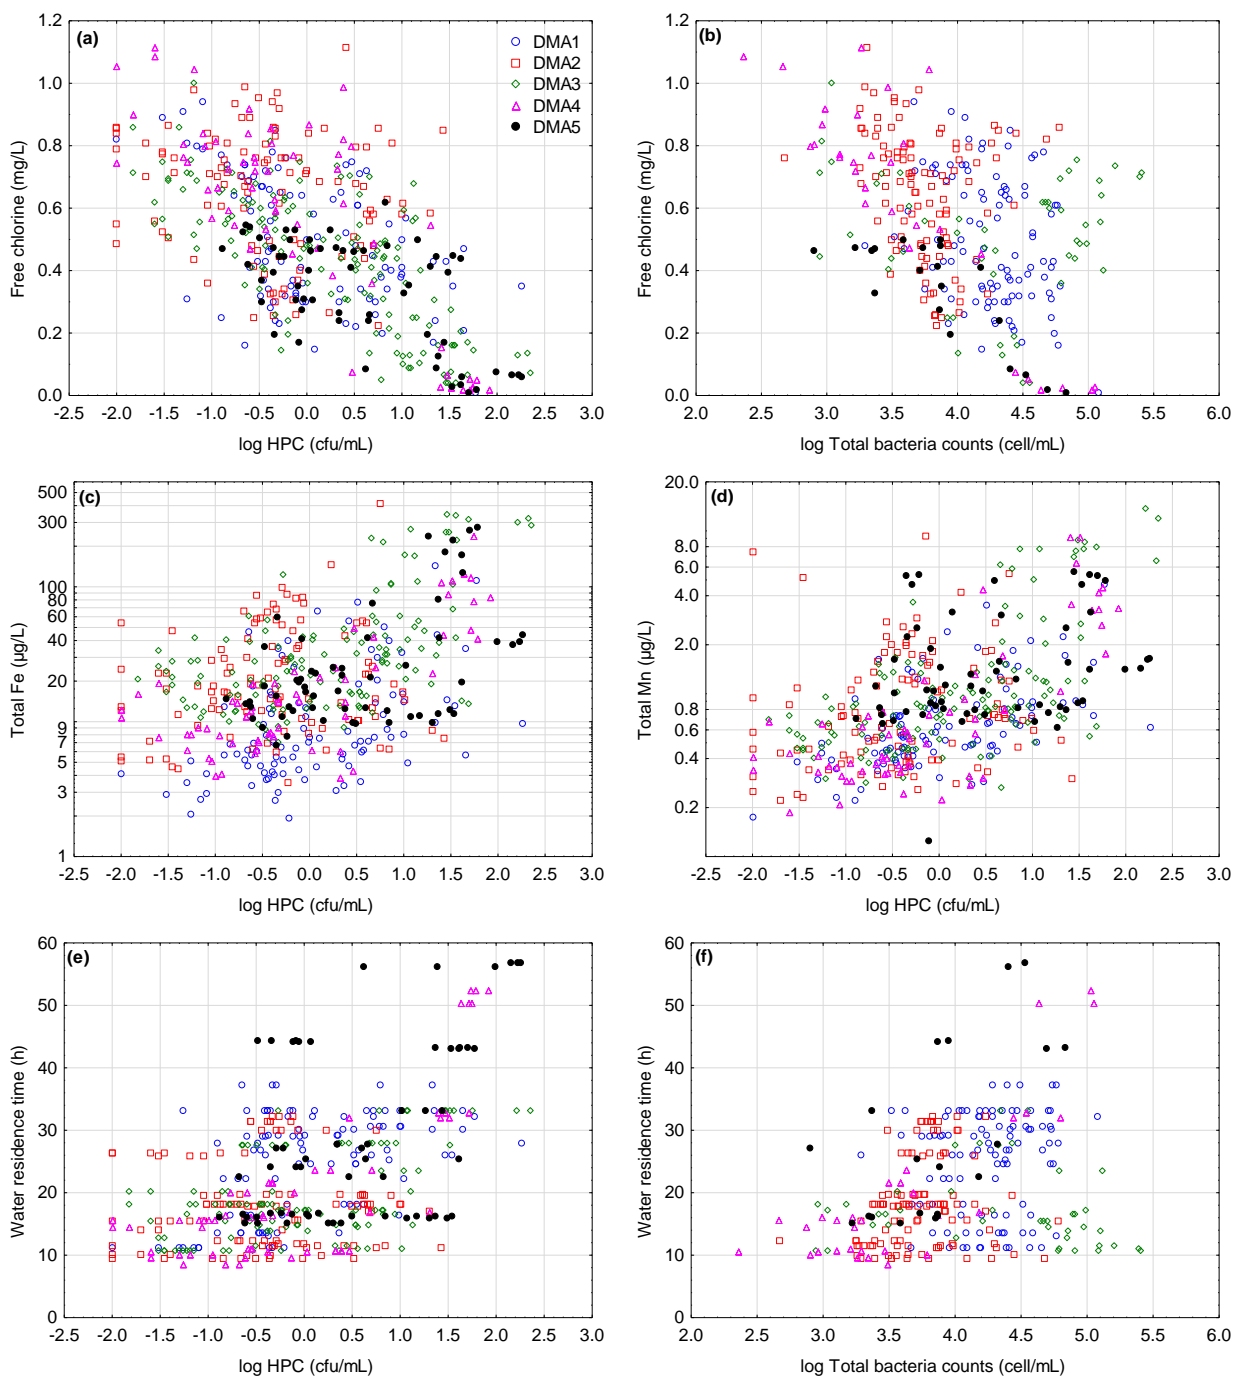 (a)
DMA1
DMA2
DMA3
DMA4
DMA5
1.2
1.0
0.8
0.6
0.4
0.2
0.0
Free chlorine (mg/L)
-2.5 -2.0 -1.5 -1.0 -0.5 0.0 0.5 1.0 1.5 2.0 2.5 3.0
log HPC (cfu/mL)
(b)
1.2
1.0
0.8
0.6
0.4
0.2
0.0
Free chlorine (mg/L)
2.0 2.5 3.0 3.5 4.0 4.5 5.0 5.5 6.0
log Total bacteria counts (cell/mL)
(c)
500
300
100
80
60
40
20
9
7
5
3
1
Total Fe (µg/L)
-2.5 -2.0 -1.5 -1.0 -0.5 0.0 0.5 1.0 1.5 2.0 2.5 3.0
log HPC (cfu/mL)
(d)
20.0
8.0
6.0
4.0
2.0
0.8
0.6
0.4
0.2
Total Mn (µg/L)
-2.5 -2.0 -1.5 -1.0 -0.5 0.0 0.5 1.0 1.5 2.0 2.5 3.0
log HPC (cfu/mL)
(e)
60
50
40
30
20
10
0
Water residence time (h)
-2.5 -2.0 -1.5 -1.0 -0.5 0.0 0.5 1.0 1.5 2.0 2.5 3.0
log HPC (cfu/mL)
(f)
60
50
40
30
20
10
0
Water residence time (h)
2.0 2.5 3.0 3.5 4.0 4.5 5.0 5.5 6.0
log Total bacteria counts (cell/mL)